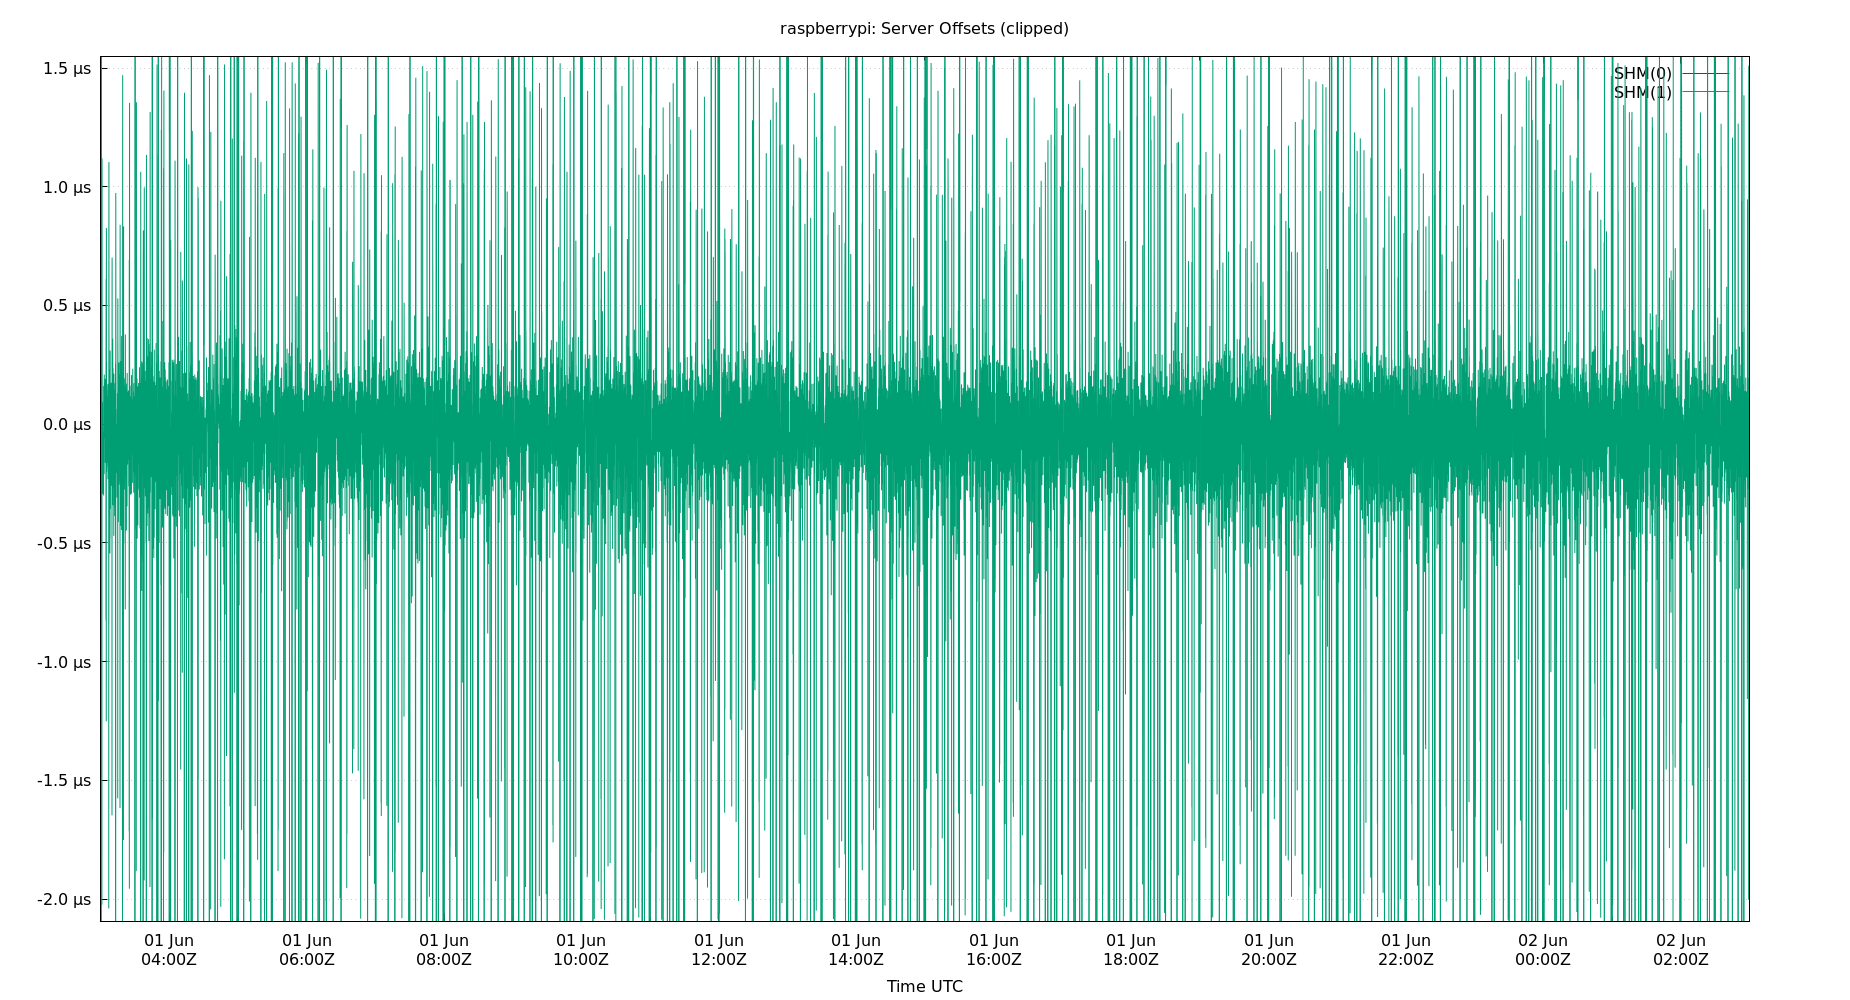 raspberrypi: Server Offsets (clipped)
1.5 µs
1.0 µs
0.5 µs
0.0 µs
-0.5 µs
-1.0 µs
-1.5 µs
-2.0 µs
SHM(0)
SHM(1)
01 Jun 01 Jun 01 Jun 01 Jun 01 Jun 01 Jun 01 Jun 01 Jun 01 Jun 01 Jun 02 Jun 02 Jun
04:00Z 06:00Z 08:00Z 10:00Z 12:00Z 14:00Z 16:00Z 18:00Z 20:00Z 22:00Z 00:00Z 02:00Z
Time UTC